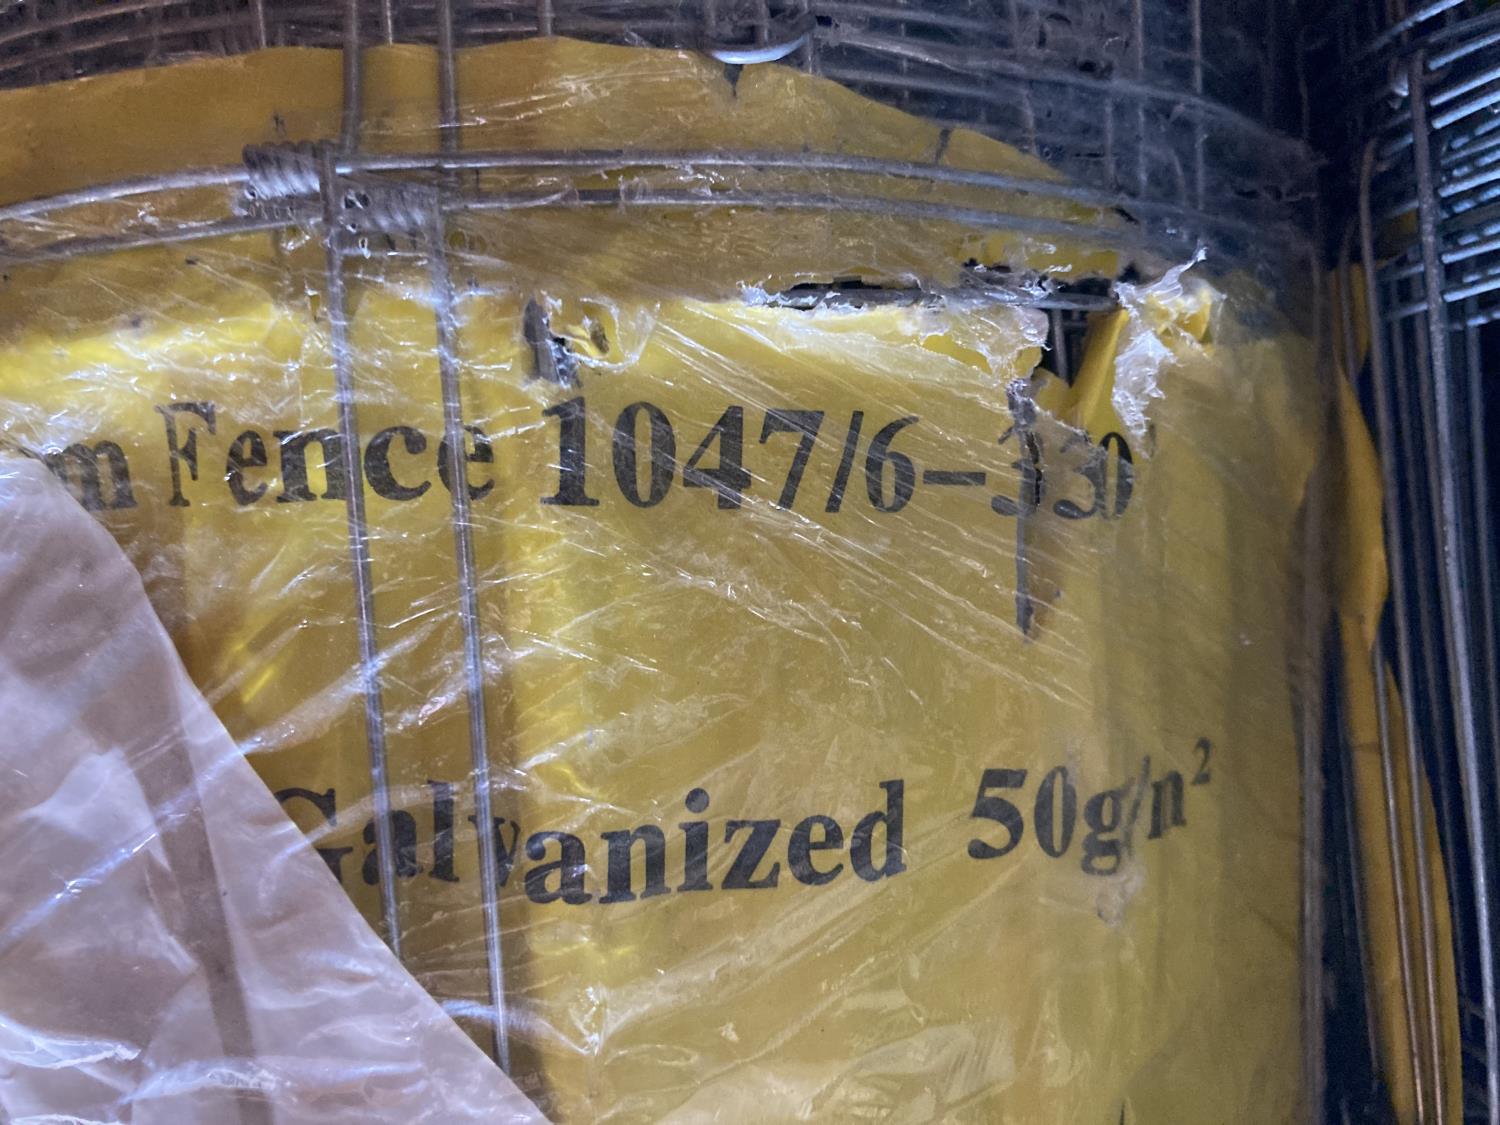 m Fence 1047/6-330'
Galvanized 50g/m²